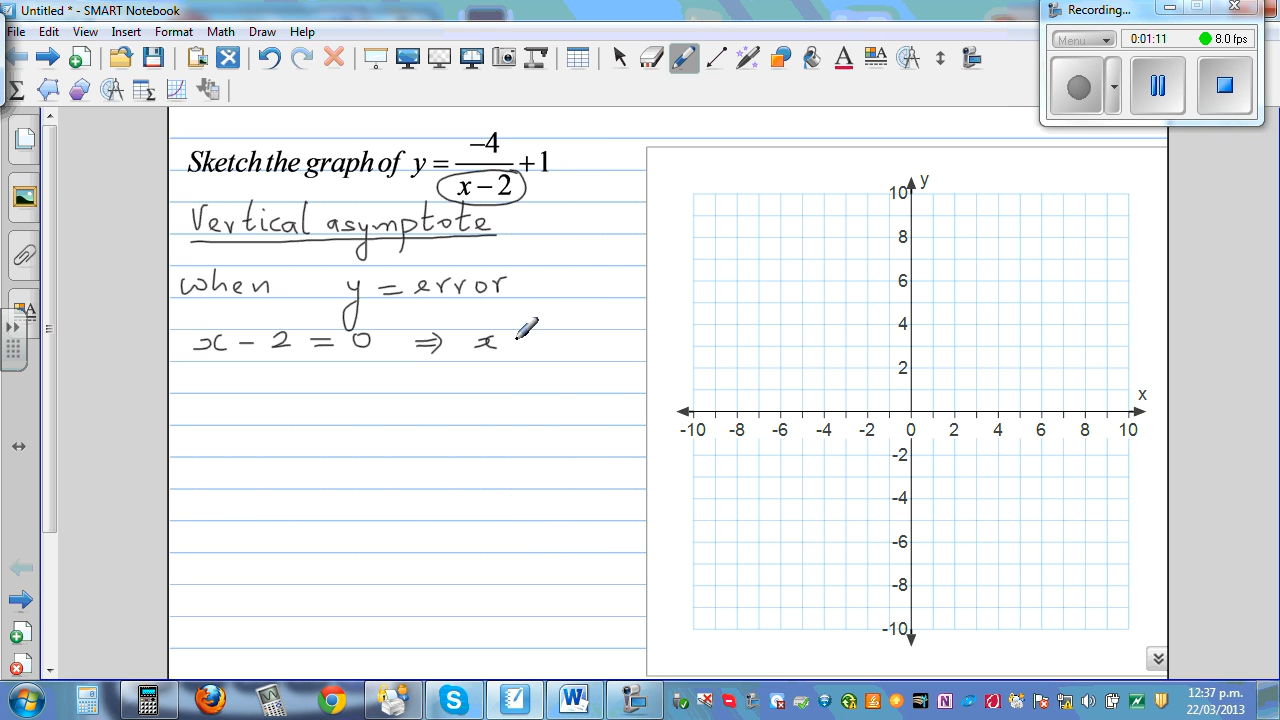 Untitled * - SMART Notebook
Recording...
File Edit View Insert Format Math Draw Help
Menu
0:01:11
8.0 fps
Sketch the graph of y = -4/(x-2) +1
Vertical asymptote
when y = error
x - 2 = 0 ⇒ x
y
10
8
6
4
2
x
-10 -8 -6 -4 -2 0 2 4 6 8 10
-2
-4
-6
-8
-10
12:37 p.m.
22/03/2013